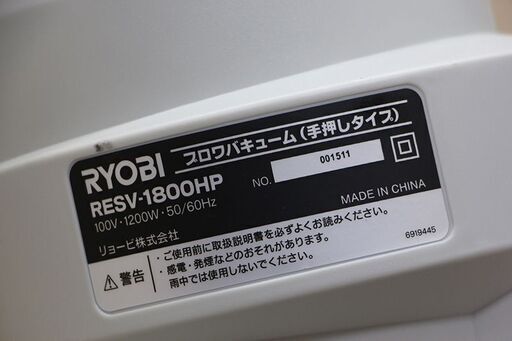 RYOBI ブロワバキューム(手押しタイプ)
RESV-1800HP
NO. 001511
100V·1200W·50/60Hz
リョービ株式会社
MADE IN CHINA
6919445
警告
・ご使用前に取扱説明書を必ずよくお読みください。
・感電・発煙などのおそれがあります。
雨中では使用しないでください。